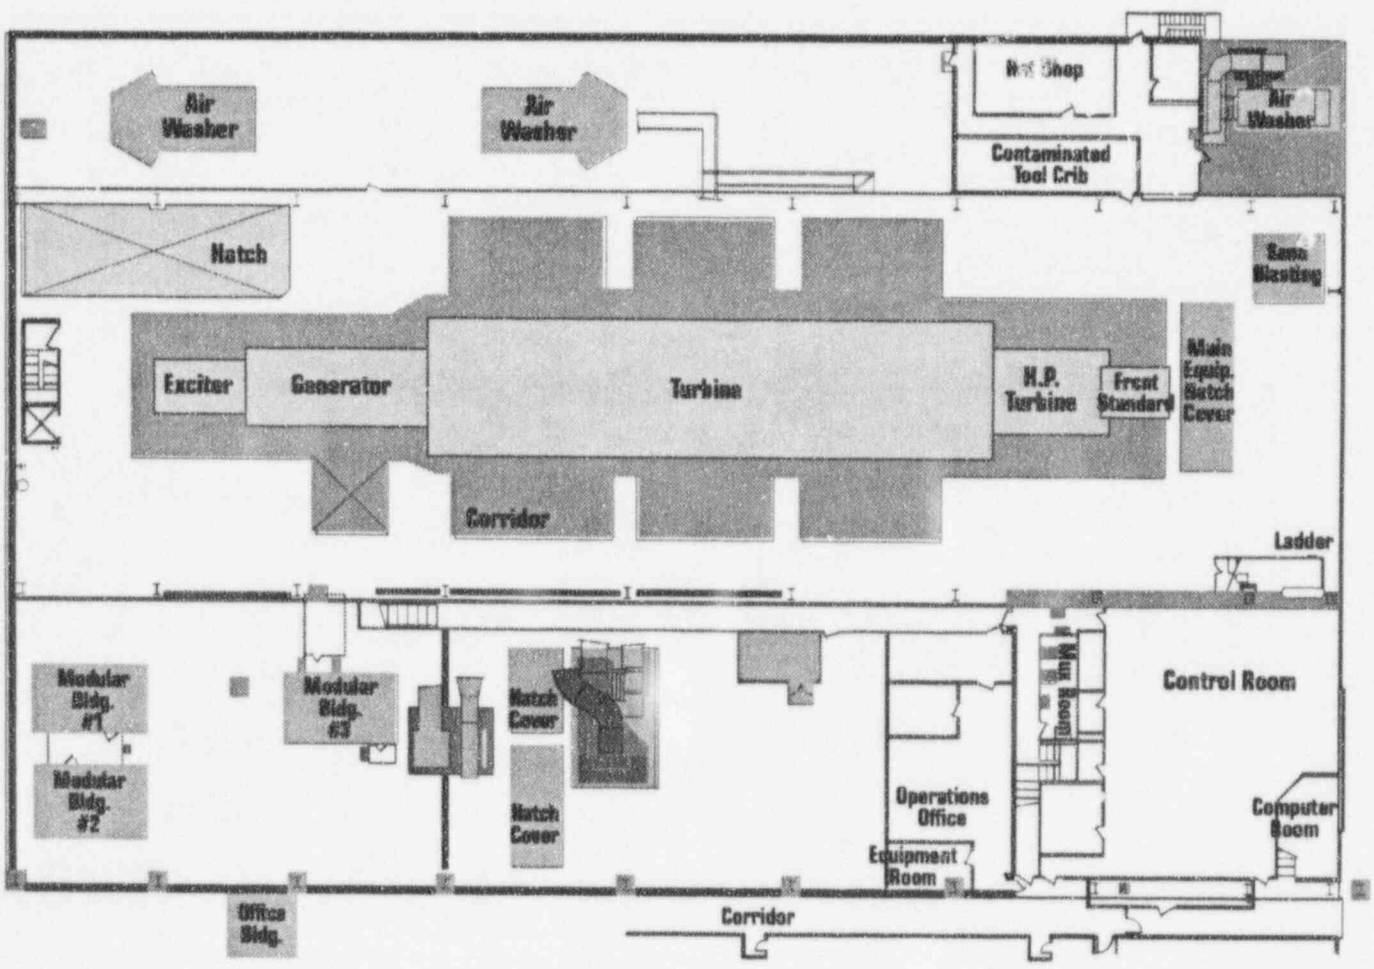 Hot Shop
Air
Washer
Air
Washer
Air
Washer
Contaminated
Tool Crib
Hatch
Sand
Blasting
Main
Equip.
Hatch
Cover
Exciter
Generator
Turbine
H.P.
Turbine
Front
Standard
Corridor
Ladder
Modular
Bldg.
#1
Modular
Bldg.
#3
Hatch
Cover
Mux Room
Control Room
Modular
Bldg.
#2
Hatch
Cover
Operations
Office
Computer
Room
Equipment
Room
Office
Bldg.
Corridor